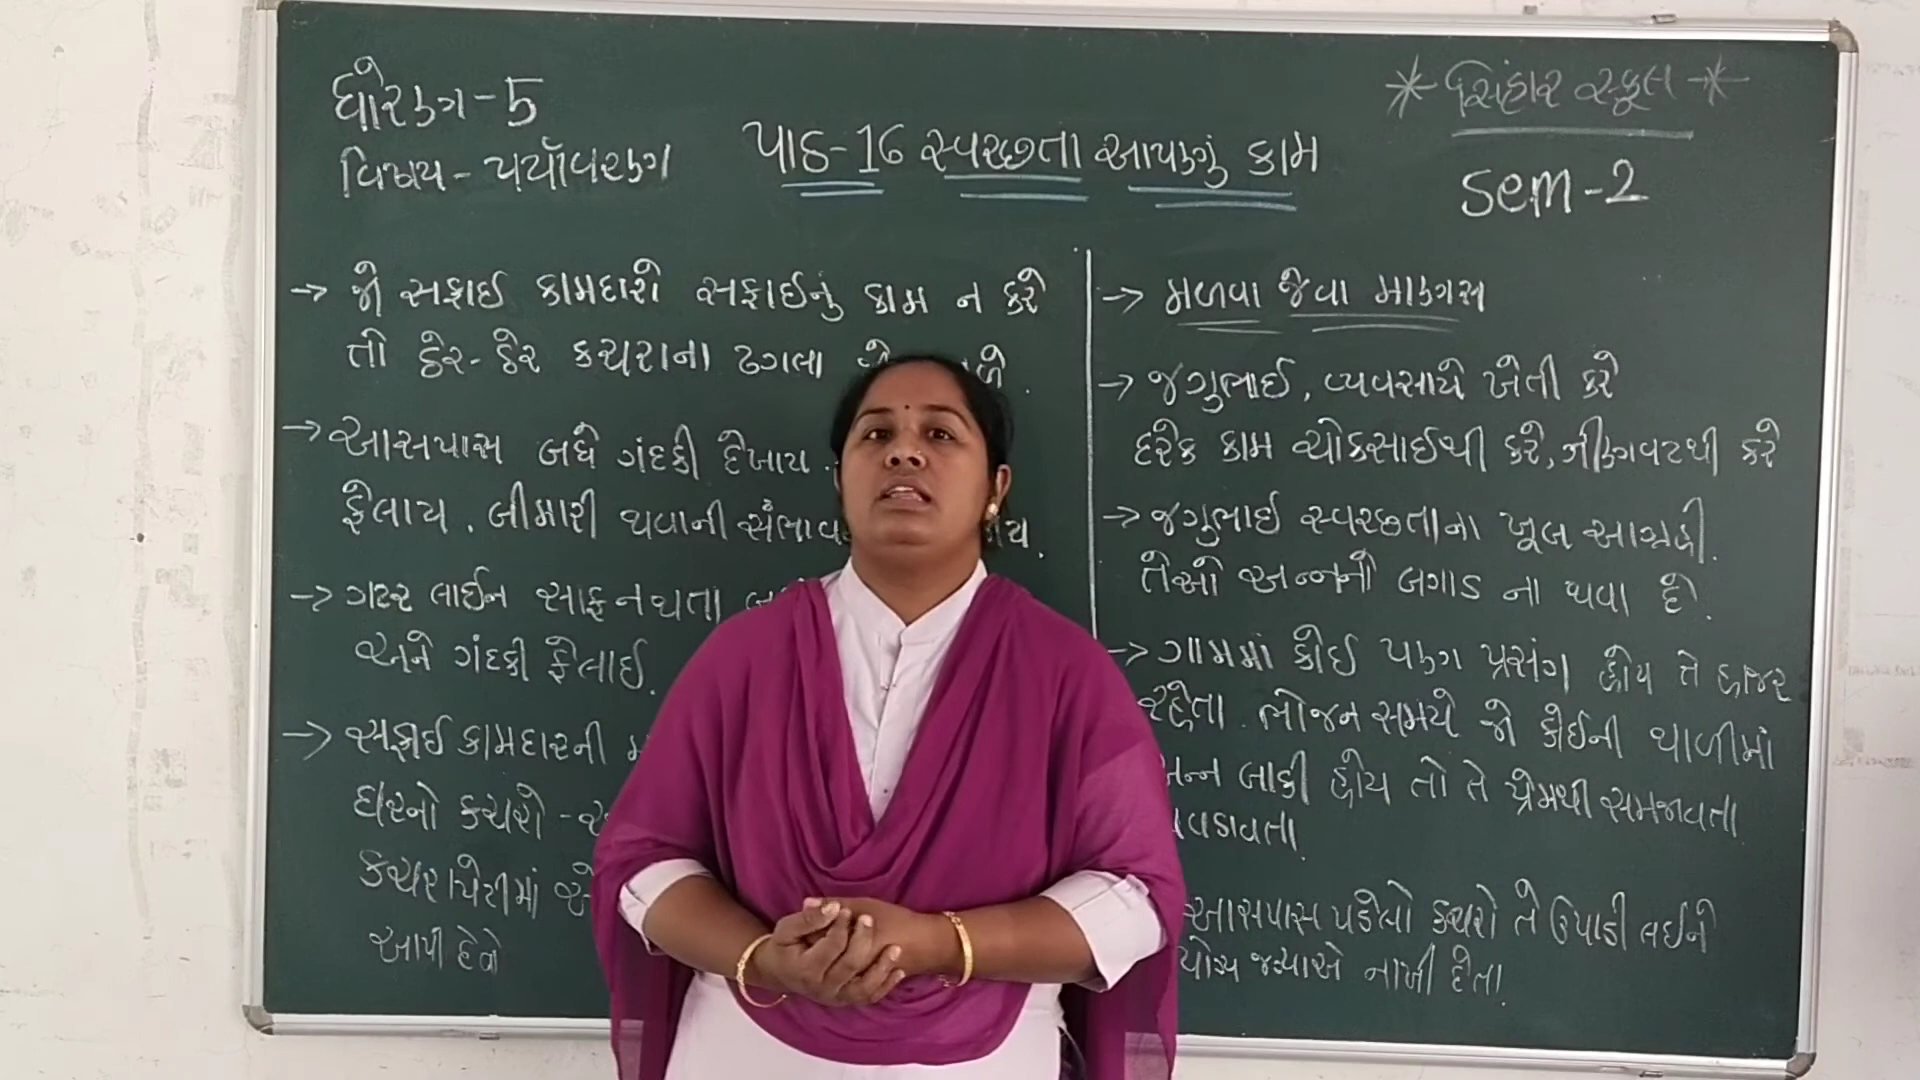 ધોરણ-5
વિષય - પર્યાવરણ
પાઠ-16 સ્વચ્છતા આપણું કામ
સિંહાર સ્કૂલ
sem-2
→ જો સફાઈ કામદારો સફાઈનું કામ ન કરે
તો ઠેર-ઠેર કચરાના ઢગલા
→ આસપાસ બધે ગંદકી દેખાય.
ફેલાય. બીમારી થવાની
→ ગટર લાઈન સાફ ન થતા
અને ગંદકી ફેલાઈ.
→ સફાઈ કામદારની
ઘરનો કચરો -
કચરાપેટીમાં
આપી દેવો
→ મળવા જેવા માણસ
→ જગુભાઈ, વ્યવસાયે ખેતી કરે
દરેક કામ ચોકસાઈથી કરે, ઝીણવટથી કરે
→ જગુભાઈ સ્વચ્છતાના ખૂબ આગ્રહી.
તેઓ અન્નનો બગાડ ના થવા દે.
→ ગામમાં કોઈ પણ પ્રસંગ હોય તે હાજર
રહેતા. ભોજન સમયે જો કોઈની થાળીમાં
બાકી હોય તો તે પ્રેમથી સમજાવતા
આસપાસ પડેલો કચરો તે ઉપાડી લઈને
યોગ્ય જગ્યાએ નાખી દેતા.